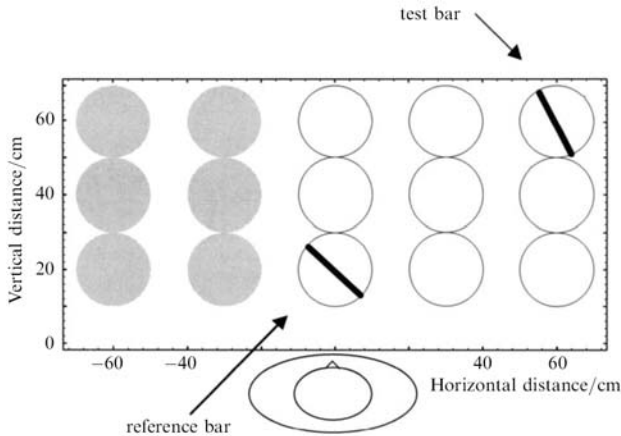 test bar
Vertical distance/cm
60
40
20
0
−60 −40 40 60
Horizontal distance/cm
reference bar